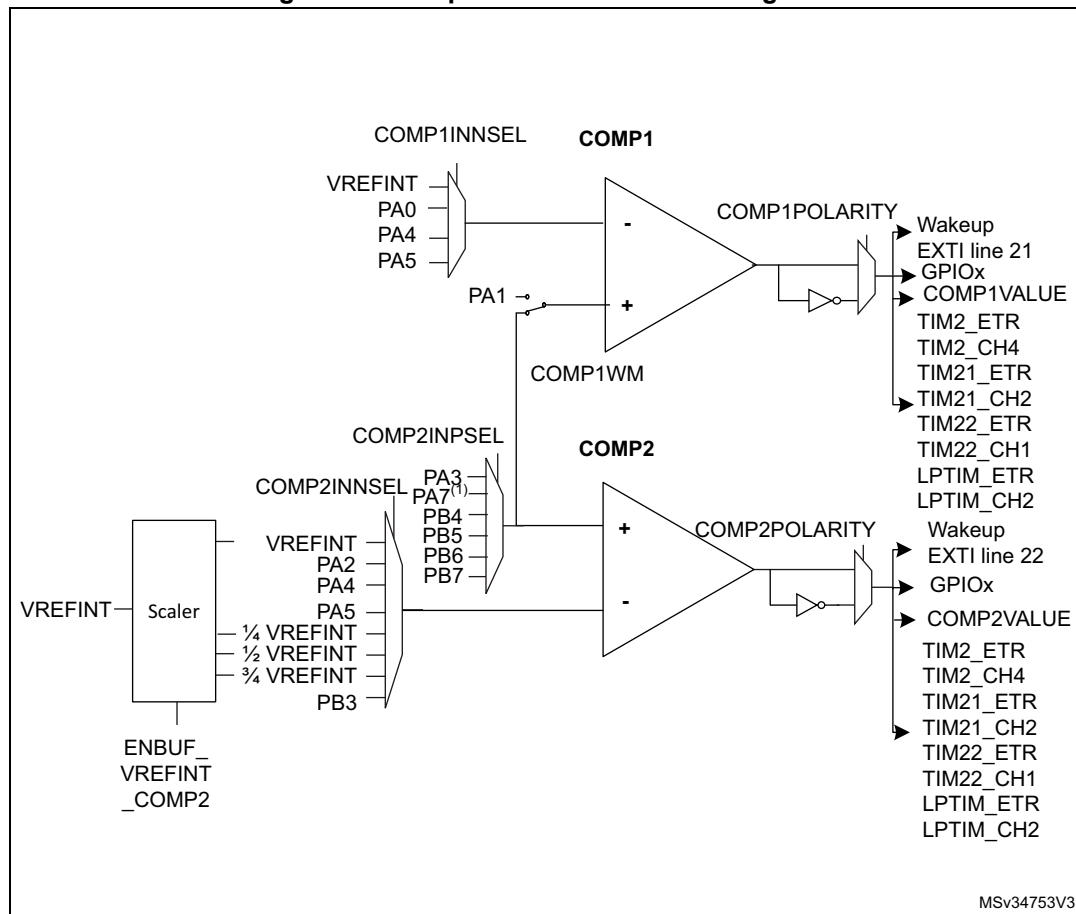 COMP1INNSEL
COMP1
VREFINT
PA0
PA4
PA5
-
+
PA1
COMP1WM
COMP1POLARITY
Wakeup
EXTI line 21
GPIOx
COMP1VALUE
TIM2_ETR
TIM2_CH4
TIM21_ETR
TIM21_CH2
TIM22_ETR
TIM22_CH1
LPTIM_ETR
LPTIM_CH2
COMP2INPSEL
COMP2
PA3
PA7(1)
PB4
PB5
PB6
PB7
COMP2INNSEL
VREFINT
PA2
PA4
PA5
¼ VREFINT
½ VREFINT
¾ VREFINT
PB3
VREFINT
Scaler
ENBUF_
VREFINT
_COMP2
+
-
COMP2POLARITY
Wakeup
EXTI line 22
GPIOx
COMP2VALUE
TIM2_ETR
TIM2_CH4
TIM21_ETR
TIM21_CH2
TIM22_ETR
TIM22_CH1
LPTIM_ETR
LPTIM_CH2
MSv34753V3